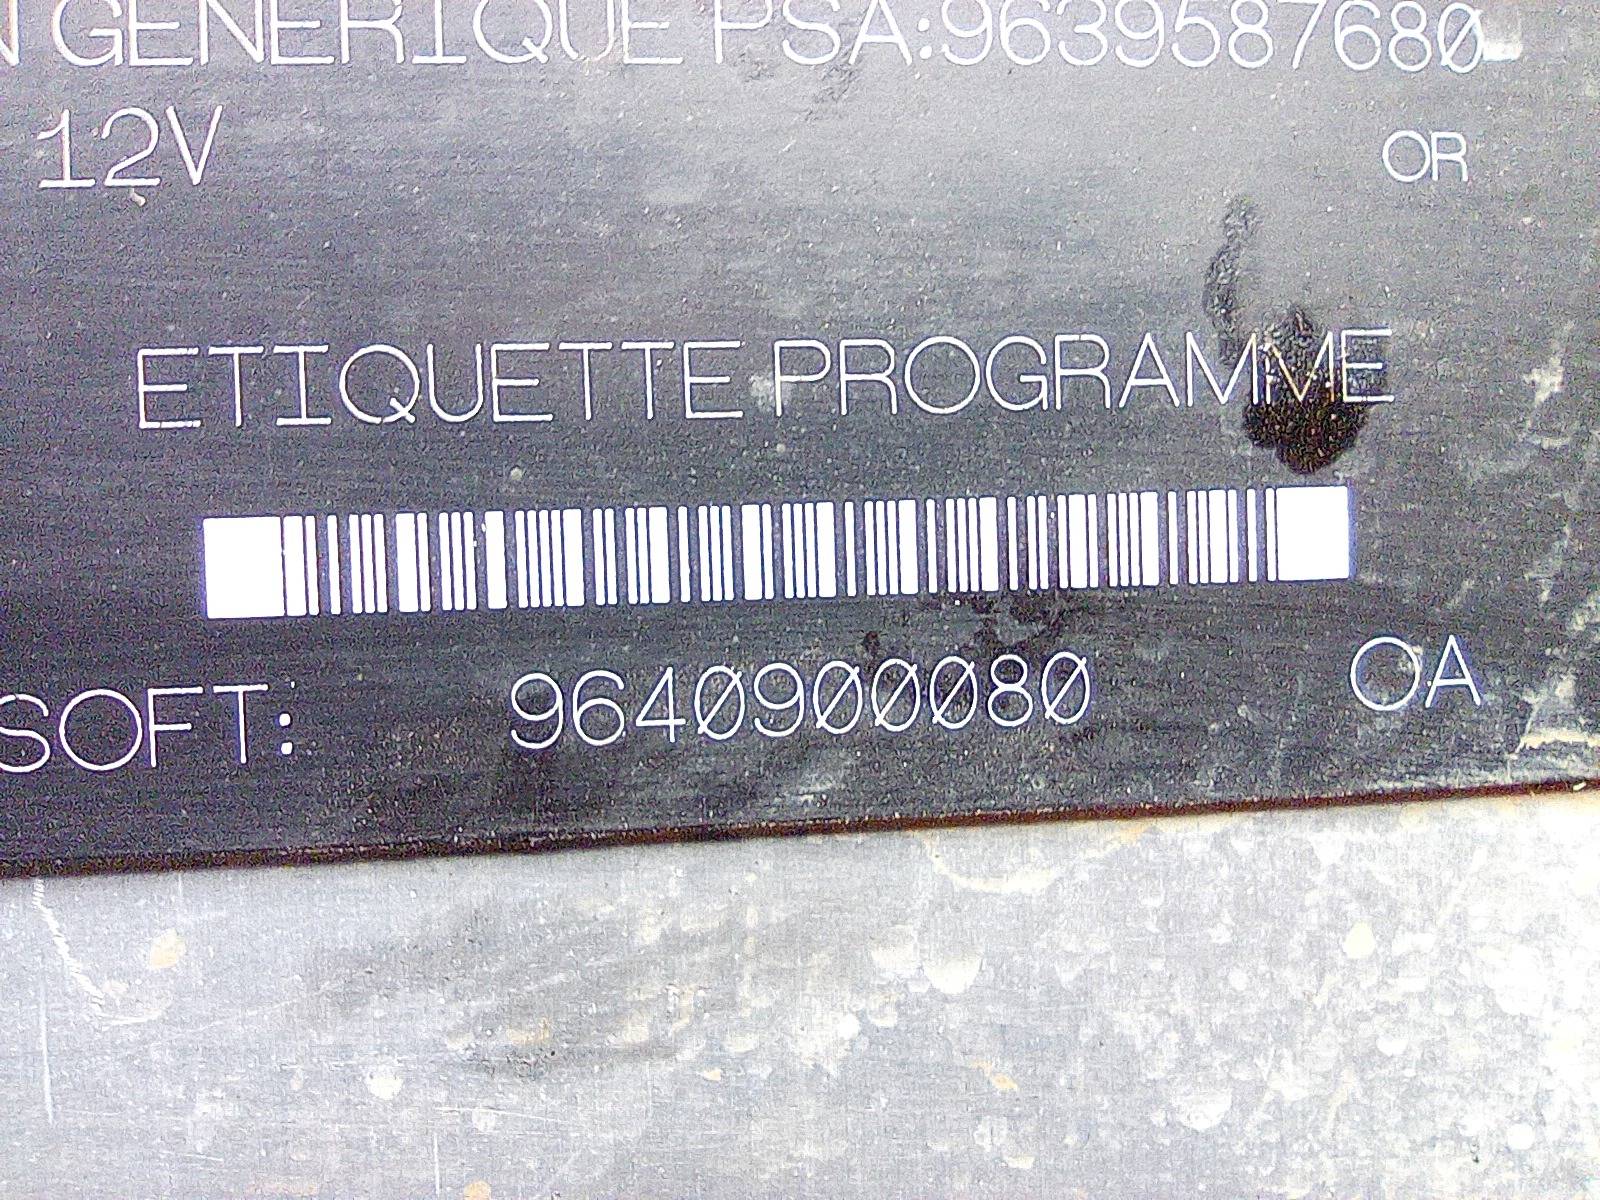 N GENERIQUE PSA:9639587680
12V OR
ETIQUETTE PROGRAMME
SOFT: 9640900080 OA